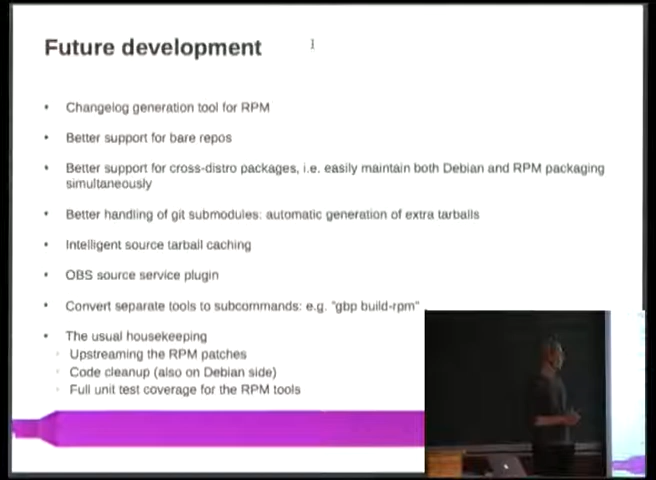 Future development
• Changelog generation tool for RPM
• Better support for bare repos
• Better support for cross-distro packages, i.e. easily maintain both Debian and RPM packaging
simultaneously
• Better handling of git submodules: automatic generation of extra tarballs
• Intelligent source tarball caching
• OBS source service plugin
• Convert separate tools to subcommands: e.g. "gbp build-rpm"
• The usual housekeeping
◦ Upstreaming the RPM patches
◦ Code cleanup (also on Debian side)
◦ Full unit test coverage for the RPM tools